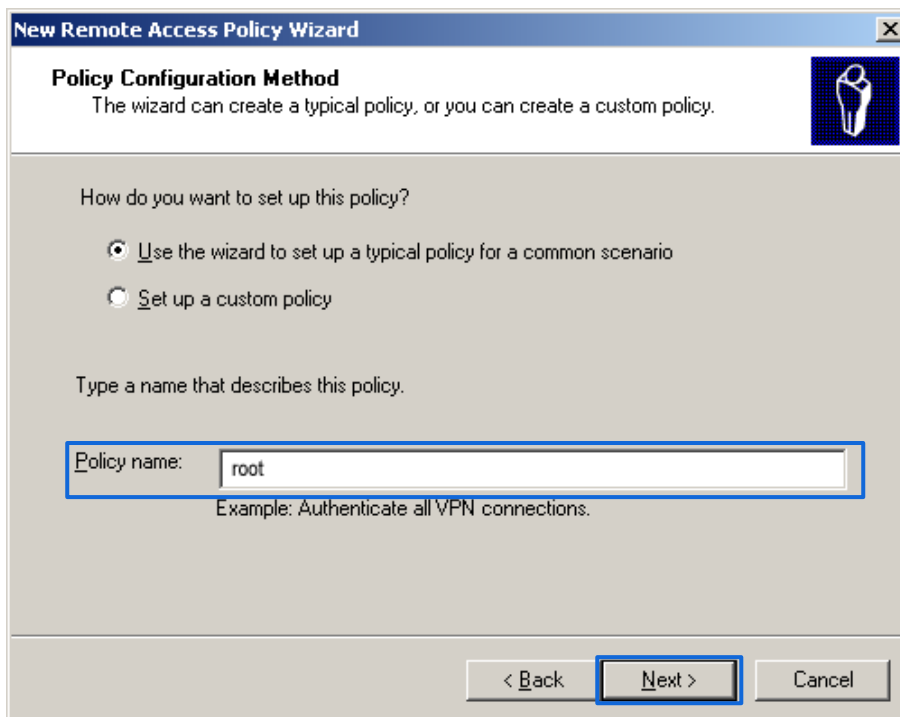 New Remote Access Policy Wizard
Policy Configuration Method
The wizard can create a typical policy, or you can create a custom policy.
How do you want to set up this policy?
Use the wizard to set up a typical policy for a common scenario
Set up a custom policy
Type a name that describes this policy.
Policy name: root
Example: Authenticate all VPN connections.
< Back Next > Cancel